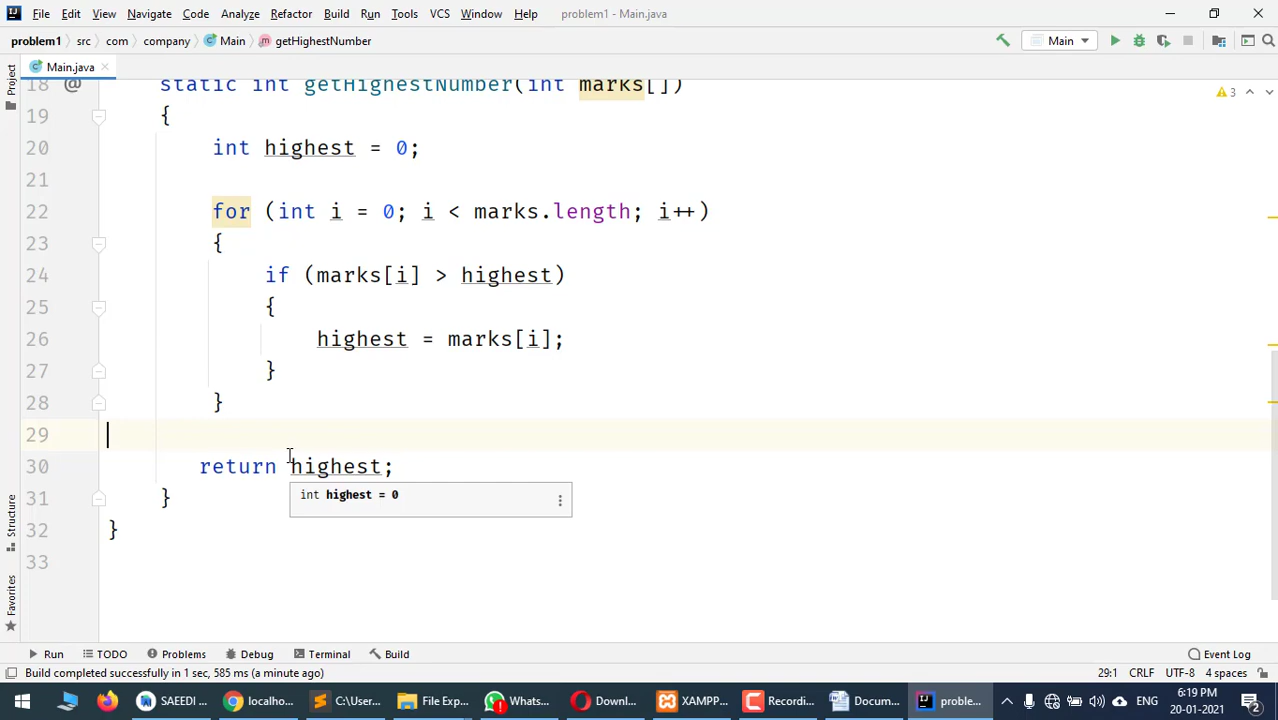 File Edit View Navigate Code Analyze Refactor Build Run Tools VCS Window Help problem1 - Main.java
problem1 src com company Main getHighestNumber Main
Main.java
Project
18 @ static int getHighestNumber(int marks[])
3
19 {
20 int highest = 0;
21
22 for (int i = 0; i < marks.length; i++)
23 {
24 if (marks[i] > highest)
25 {
26 highest = marks[i];
27 }
28 }
29
30 return highest;
int highest = 0
31 }
32 }
33
Structure
Favorites
Run TODO Problems Debug Terminal Build Event Log
Build completed successfully in 1 sec, 585 ms (a minute ago) 29:1 CRLF UTF-8 4 spaces
SAEEDI ... localho... C:\User... File Exp... Whats... Downl... XAMPP... Recordi... Docum... proble... ENG 6:19 PM
20-01-2021 2